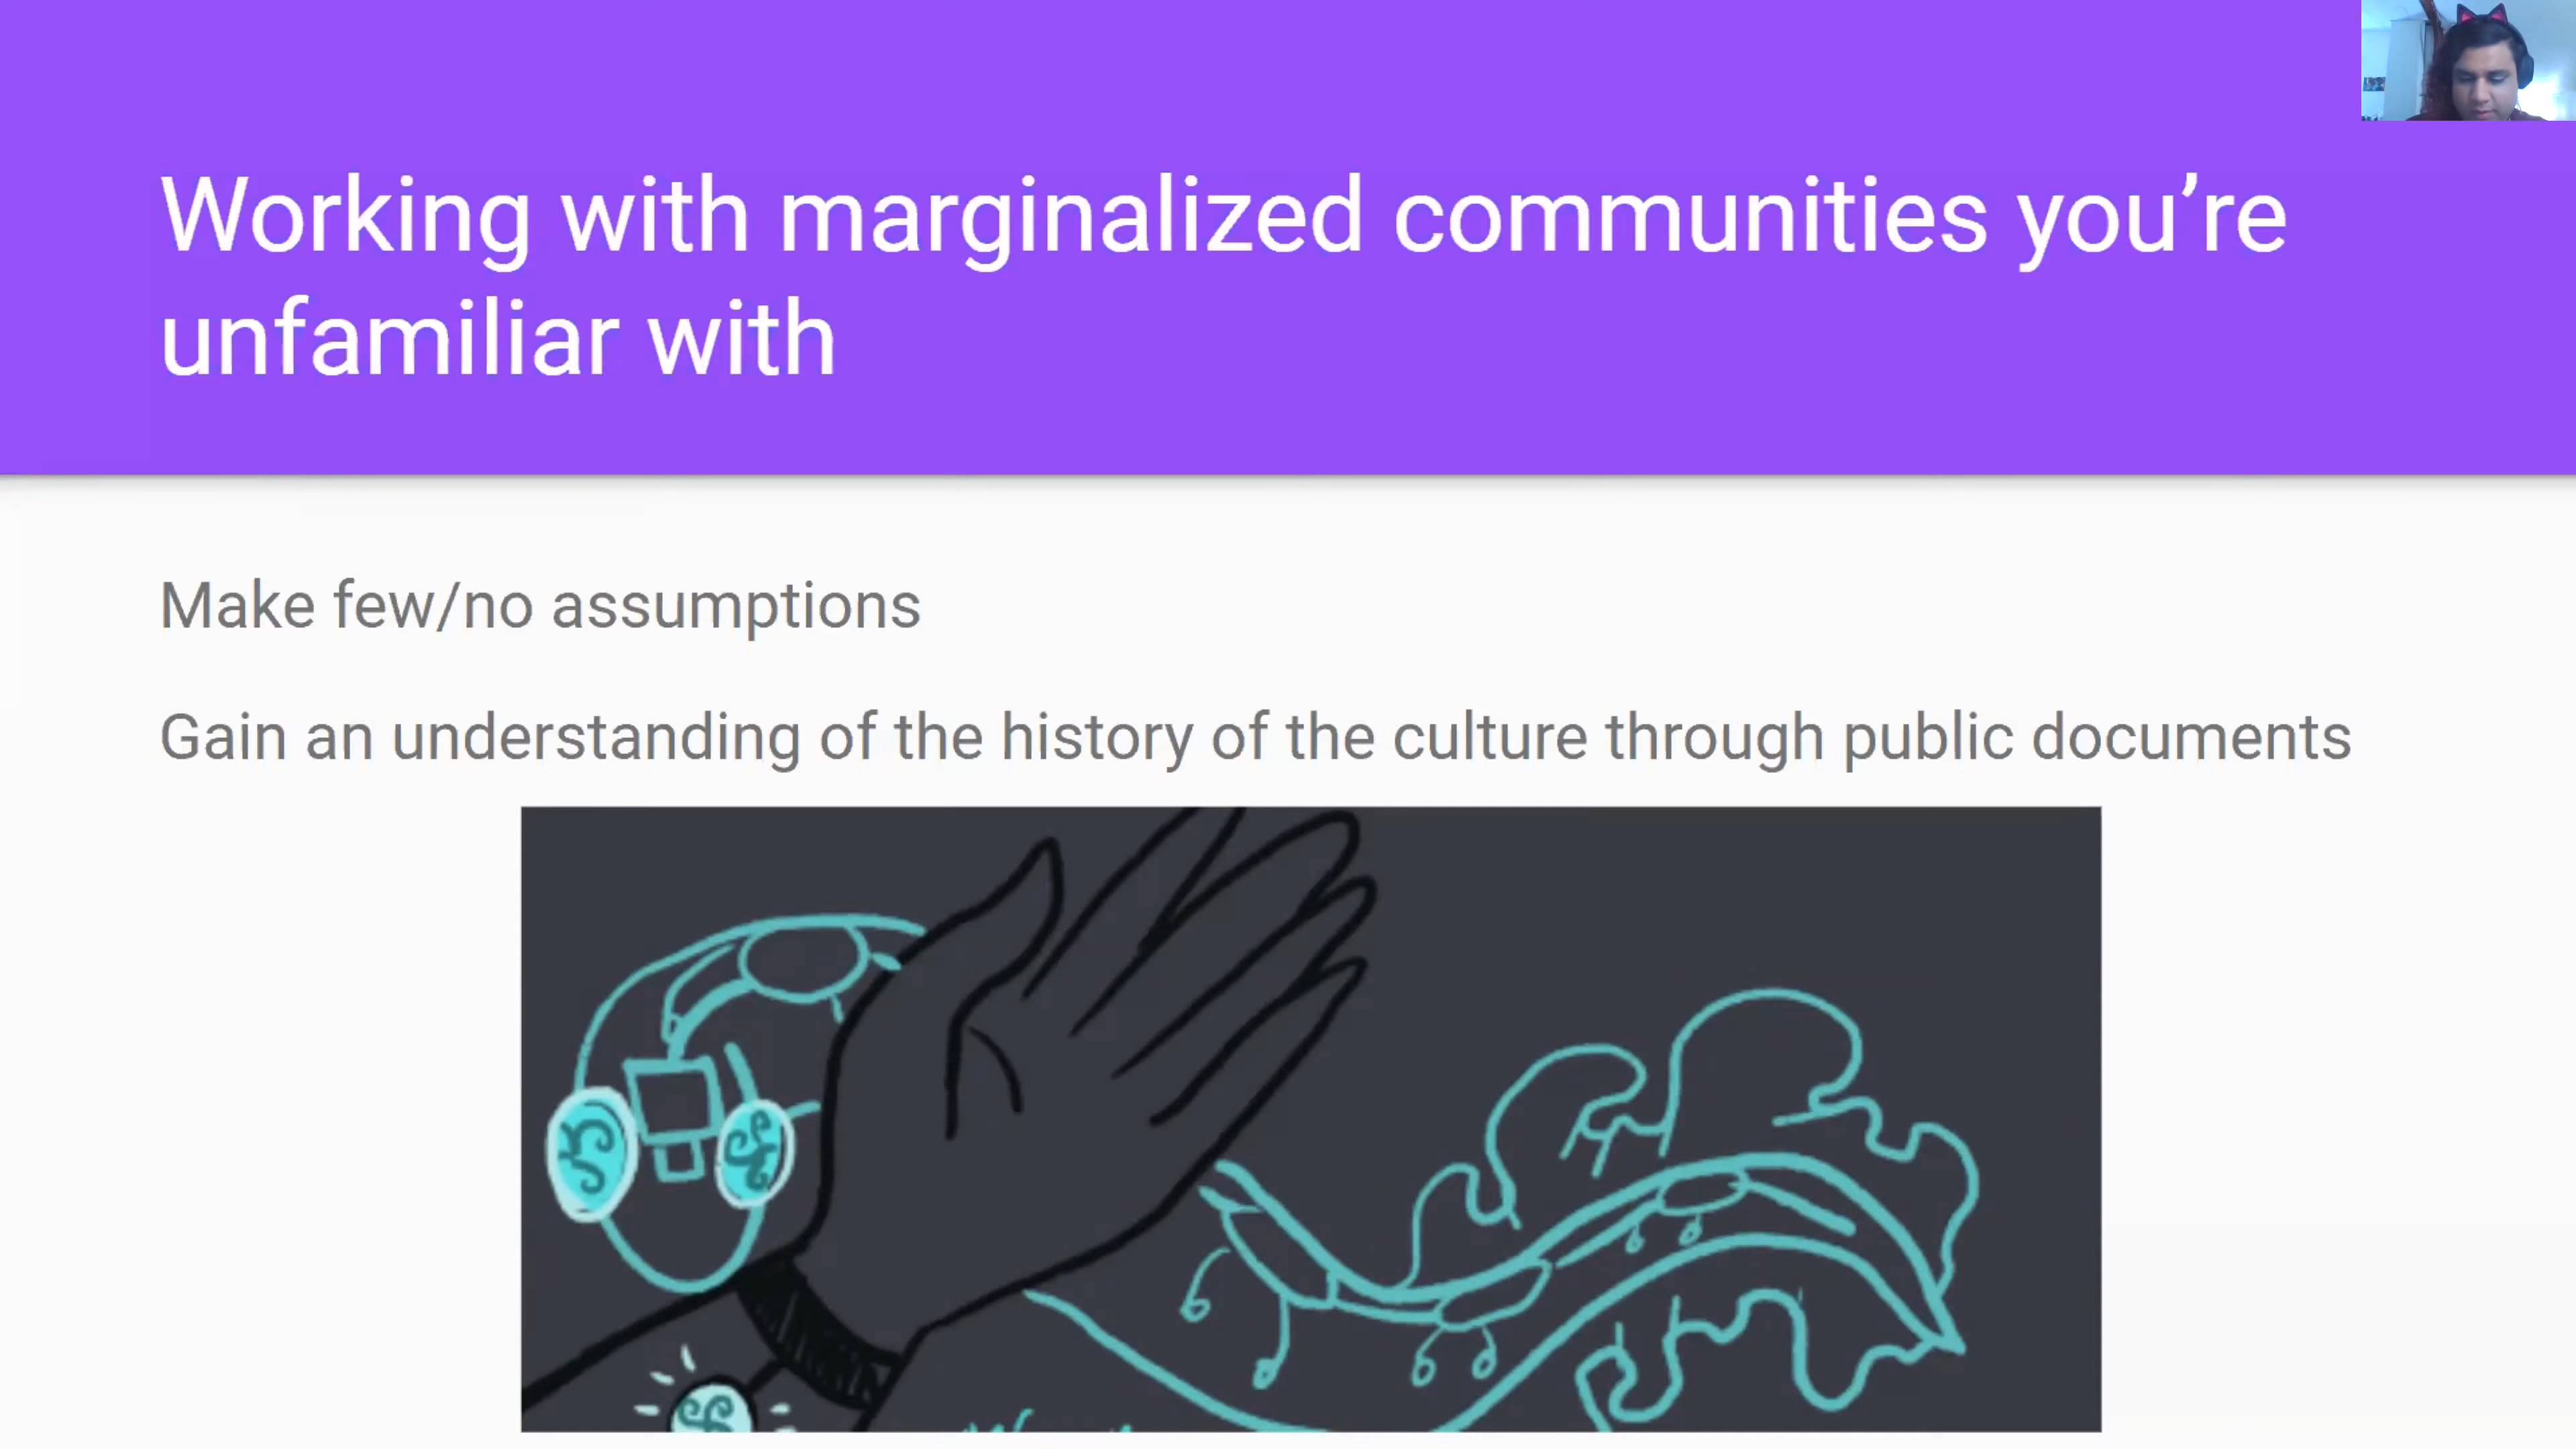 Working with marginalized communities you’re
unfamiliar with
Make few/no assumptions
Gain an understanding of the history of the culture through public documents